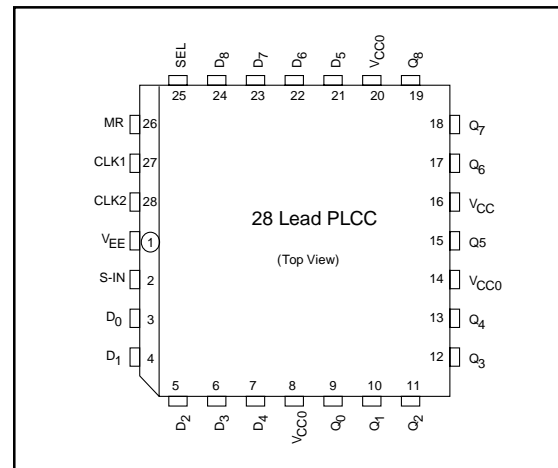 SEL D8 D7 D6 D5 VCC0 Q8
25 24 23 22 21 20 19
MR 26 18 Q7
CLK1 27 17 Q6
CLK2 28 16 VCC
28 Lead PLCC
VEE 1 15 Q5
(Top View)
S-IN 2 14 VCC0
D0 3 13 Q4
D1 4 12 Q3
5 6 7 8 9 10 11
D2 D3 D4 VCC0 Q0 Q1 Q2